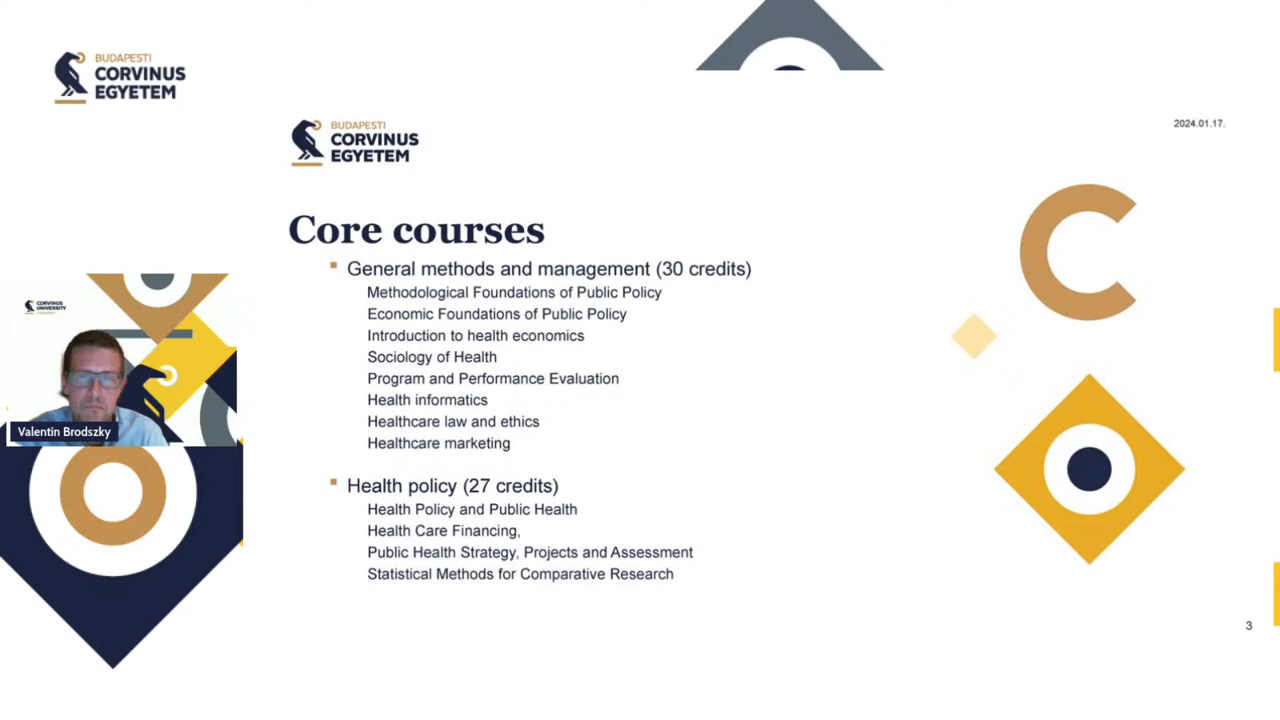 BUDAPESTI
CORVINUS
EGYETEM
BUDAPESTI
CORVINUS
EGYETEM
2024.01.17.
Core courses
General methods and management (30 credits)
Methodological Foundations of Public Policy
Economic Foundations of Public Policy
Introduction to health economics
Sociology of Health
Program and Performance Evaluation
Health informatics
Healthcare law and ethics
Healthcare marketing
Health policy (27 credits)
Health Policy and Public Health
Health Care Financing,
Public Health Strategy, Projects and Assessment
Statistical Methods for Comparative Research
CORVINUS
UNIVERSITY
Valentin Brodszky
3